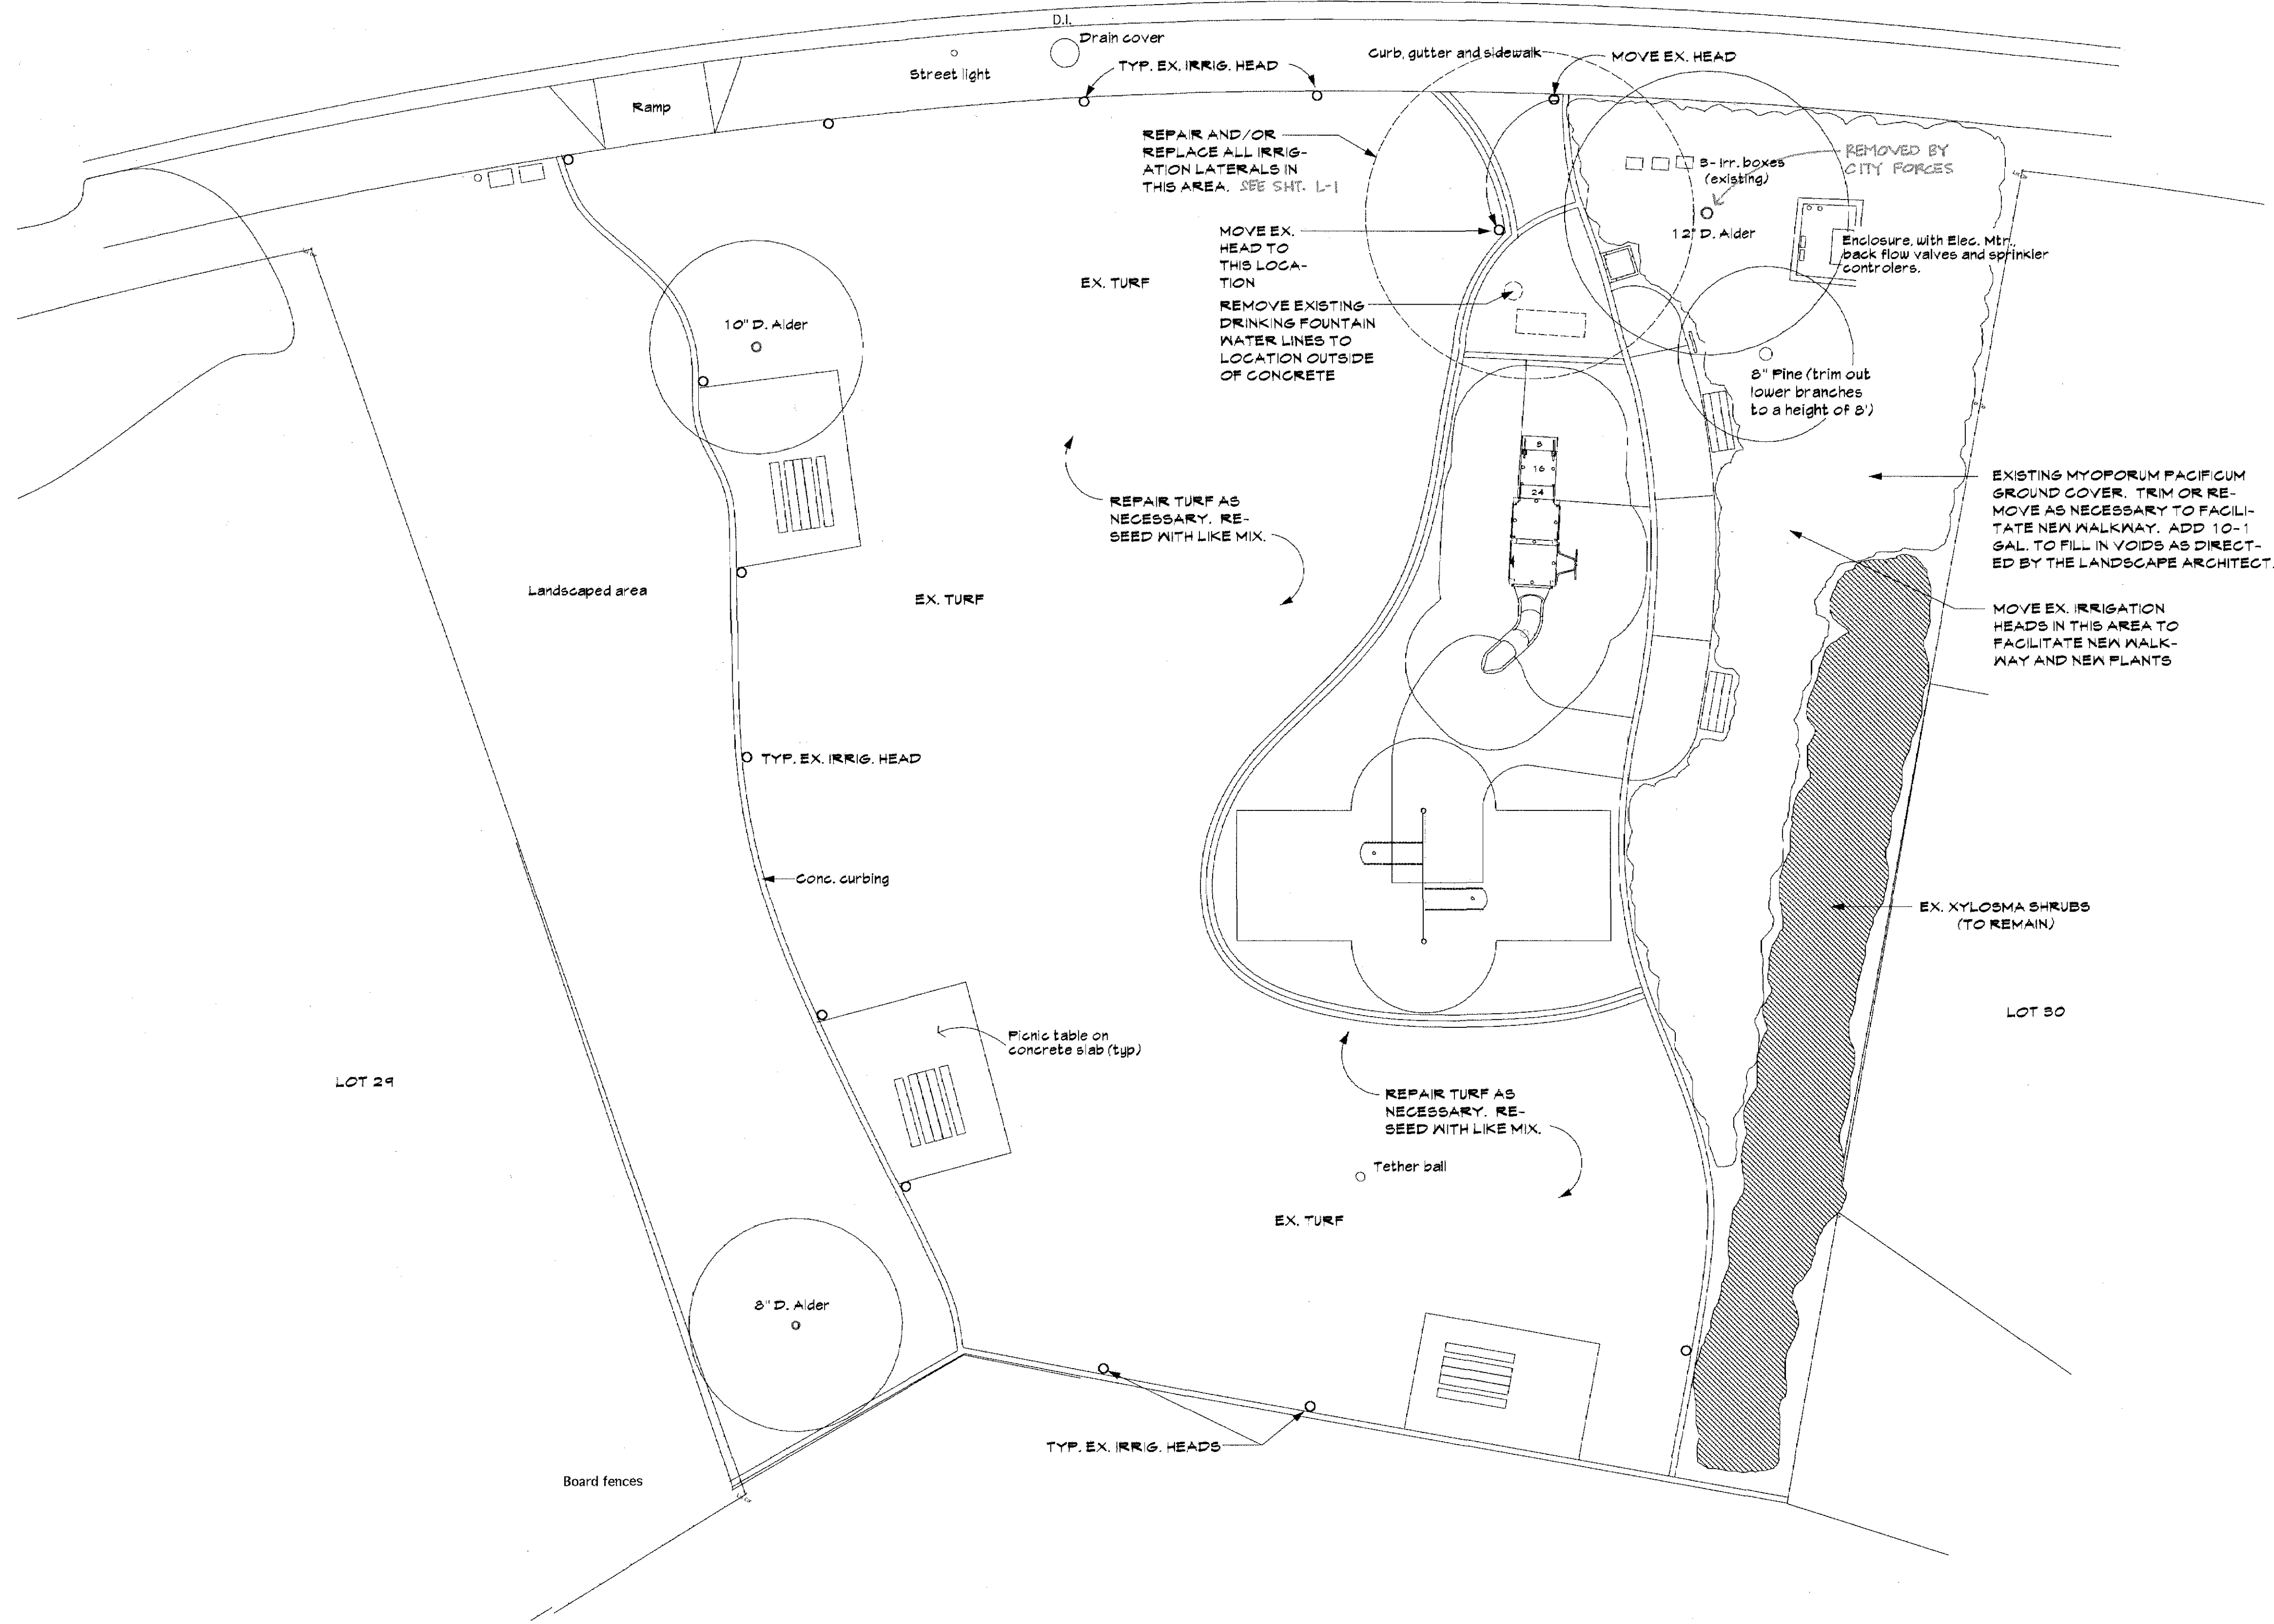 D.I.
Drain cover
Street light
TYP. EX. IRRIG. HEAD
Curb, gutter and sidewalk
MOVE EX. HEAD
Ramp
REPAIR AND/OR
REPLACE ALL IRRIG-
ATION LATERALS IN
THIS AREA. SEE SHT. L-1
3- Irr. boxes
(existing)
REMOVED BY
CITY FORCES
12" D. Alder
MOVE EX.
HEAD TO
THIS LOCA-
TION
Enclosure, with Elec. Mtr.,
back flow valves and sprinkler
controlers.
EX. TURF
REMOVE EXISTING
DRINKING FOUNTAIN
WATER LINES TO
LOCATION OUTSIDE
OF CONCRETE
10" D. Alder
8" Pine (trim out
lower branches
to a height of 8')
8
16
24
REPAIR TURF AS
NECESSARY. RE-
SEED WITH LIKE MIX.
EXISTING MYOPORUM PACIFICUM
GROUND COVER. TRIM OR RE-
MOVE AS NECESSARY TO FACILI-
TATE NEW WALKWAY. ADD 10-1
GAL. TO FILL IN VOIDS AS DIRECT-
ED BY THE LANDSCAPE ARCHITECT.
Landscaped area
EX. TURF
MOVE EX. IRRIGATION
HEADS IN THIS AREA TO
FACILITATE NEW WALK-
WAY AND NEW PLANTS
TYP. EX. IRRIG. HEAD
Conc. curbing
EX. XYLOSMA SHRUBS
(TO REMAIN)
LOT 30
Picnic table on
concrete slab (typ)
LOT 29
REPAIR TURF AS
NECESSARY. RE-
SEED WITH LIKE MIX.
Tether ball
EX. TURF
8" D. Alder
TYP. EX. IRRIG. HEADS
Board fences